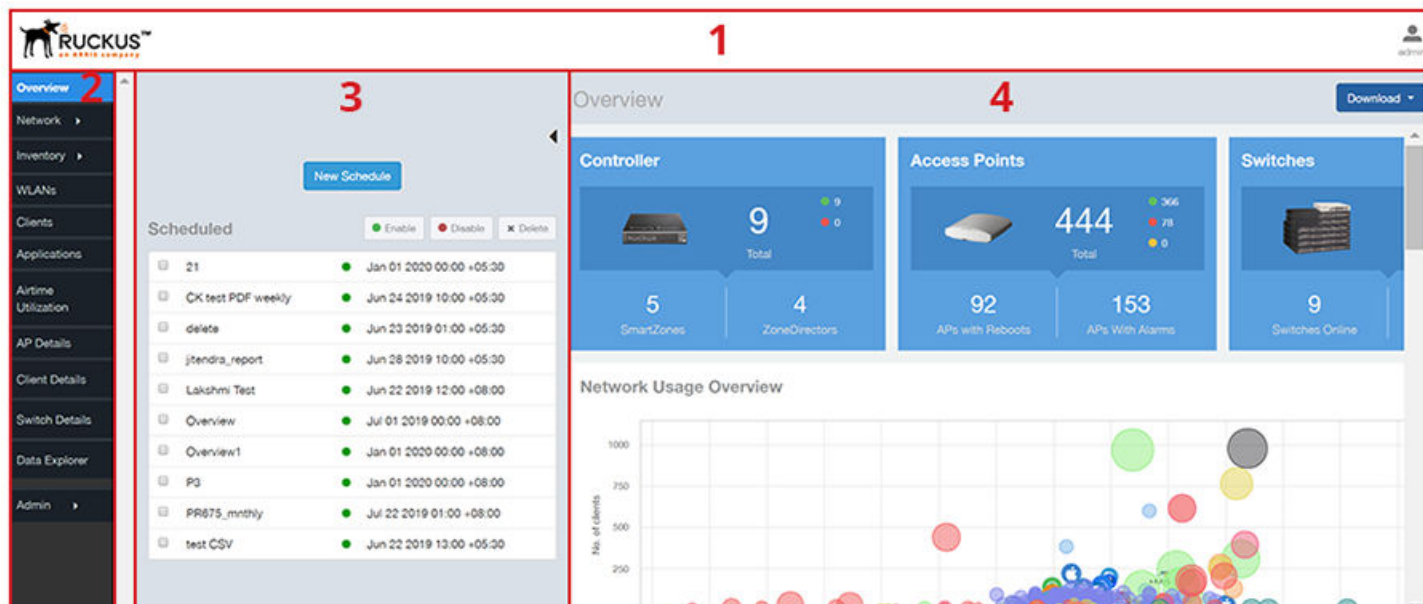 RUCKUS™
an ARRIS company
1
admin
2
Overview
Network
Inventory
WLANs
Clients
Applications
Airtime
Utilization
AP Details
Client Details
Switch Details
Data Explorer
Admin
3
New Schedule
Scheduled
Enable Disable Delete
21 Jan 01 2020 00:00 +05:30
CK test PDF weekly Jun 24 2019 10:00 +05:30
delete Jun 23 2019 01:00 +05:30
jitendra_report Jun 28 2019 10:00 +05:30
Lakshmi Test Jun 22 2019 12:00 +08:00
Overview Jul 01 2019 00:00 +08:00
Overview1 Jan 01 2020 00:00 +08:00
P3 Jan 01 2020 00:00 +08:00
PR675_mnthly Jul 22 2019 01:00 +08:00
test CSV Jun 22 2019 13:00 +05:30
Overview
4
Download
Controller
RUCKUS
9
Total
9
0
5
SmartZones
4
ZoneDirectors
Access Points
444
Total
366
78
0
92
APs with Reboots
153
APs With Alarms
Switches
9
Switches Online
Network Usage Overview
No. of clients
1000
750
500
250